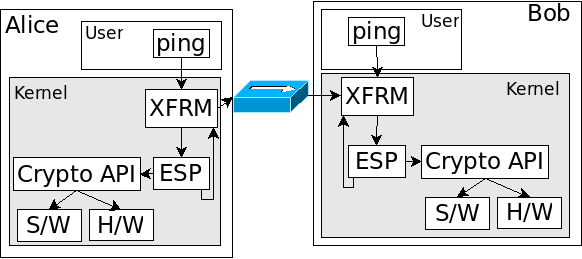 Alice
User
ping
Kernel
XFRM
Crypto API
ESP
S/W
H/W
Bob
User
ping
Kernel
XFRM
ESP
Crypto API
S/W
H/W